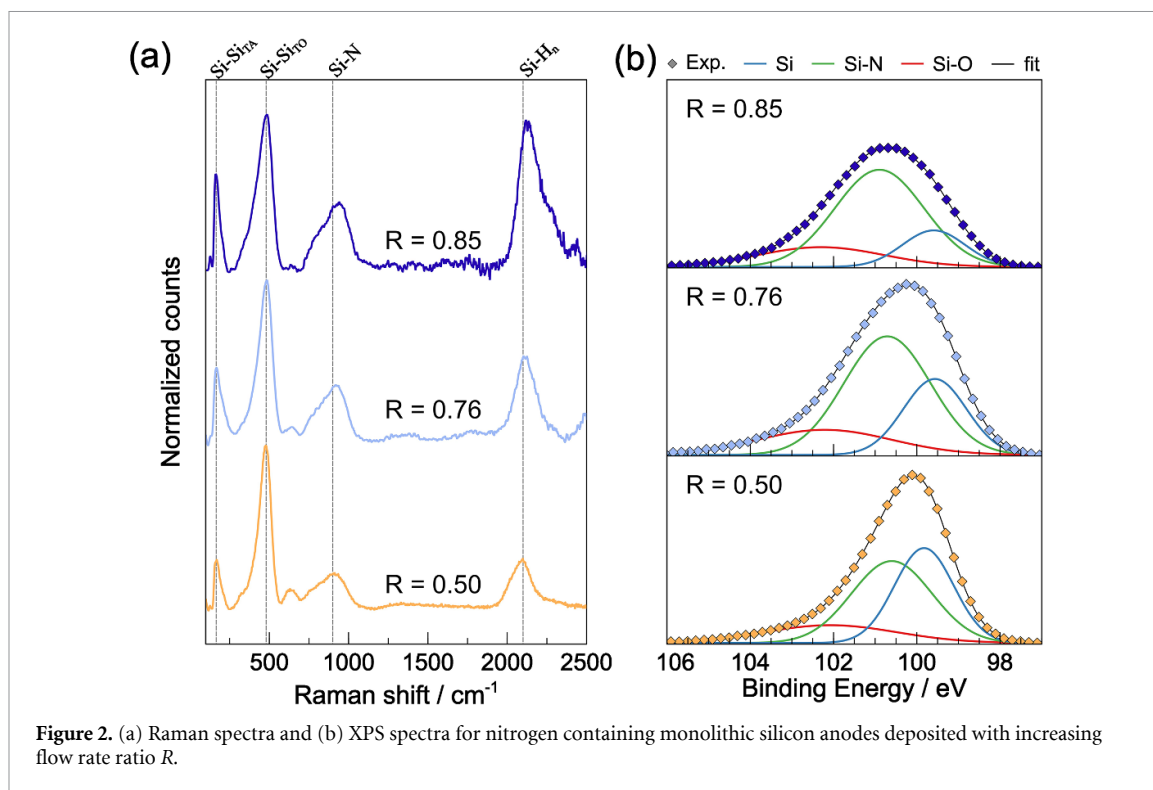 (a)
Si-Si_TA
Si-Si_TO
Si-N
Si-H_n
R = 0.85
R = 0.76
R = 0.50
Normalized counts
500 1000 1500 2000 2500
Raman shift / cm⁻¹
(b)
Exp. Si Si-N Si-O fit
R = 0.85
R = 0.76
R = 0.50
106 104 102 100 98
Binding Energy / eV
Figure 2. (a) Raman spectra and (b) XPS spectra for nitrogen containing monolithic silicon anodes deposited with increasing
flow rate ratio R.